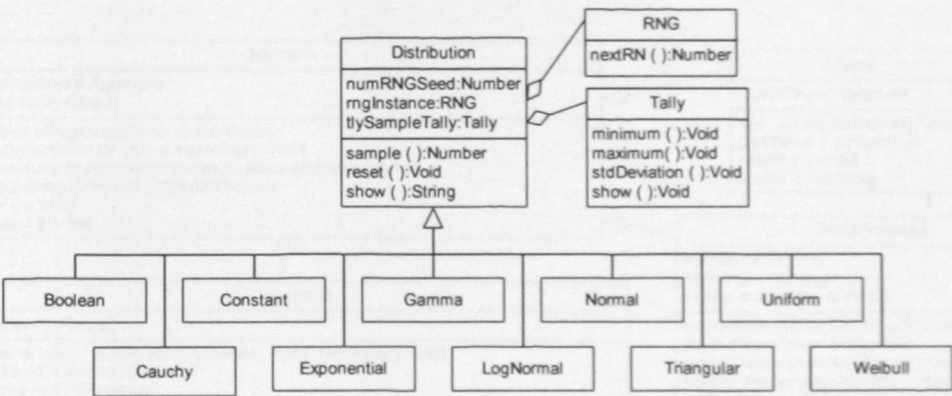 RNG
nextRN ( ):Number
Distribution
numRNGSeed:Number
rngInstance:RNG
tlySampleTally:Tally
sample ( ):Number
reset ( ):Void
show ( ):String
Tally
minimum ( ):Void
maximum( ):Void
stdDeviation ( ):Void
show ( ):Void
Boolean
Constant
Gamma
Normal
Uniform
Cauchy
Exponential
LogNormal
Triangular
Weibull